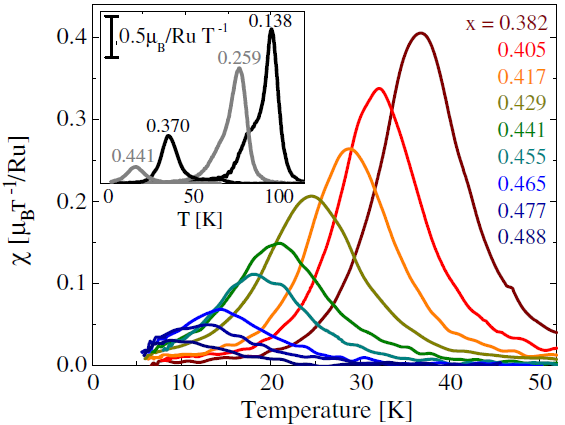 0.4
0.3
0.2
0.1
0.0
χ [μ_B T⁻¹/Ru]
0 10 20 30 40 50
Temperature [K]
x = 0.382
0.405
0.417
0.429
0.441
0.455
0.465
0.477
0.488
0.5μ_B/Ru T⁻¹
0.138
0.259
0.370
0.441
0 50 100
T [K]